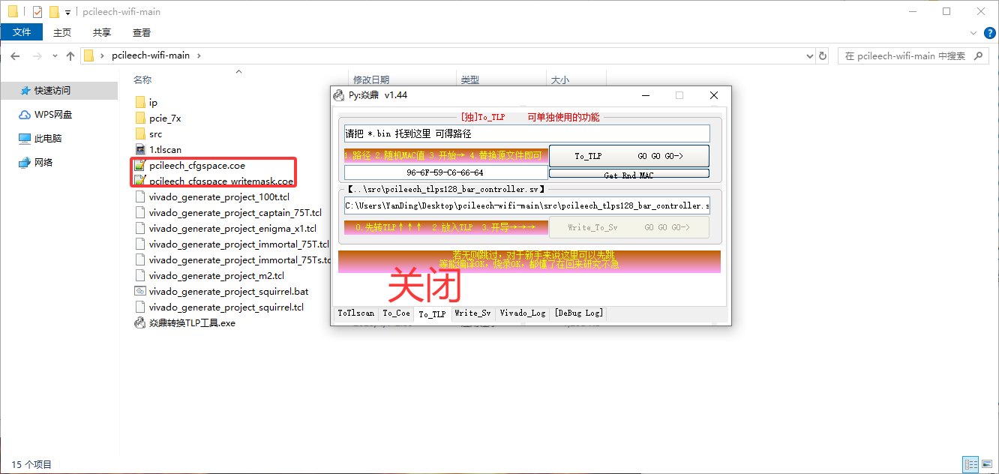 pcileech-wifi-main
文件 主页 共享 查看
pcileech-wifi-main
在 pcileech-wifi-main 中搜索
快速访问
WPS网盘
此电脑
网络
名称 修改日期 类型 大小
ip
pcie_7x
src
1.tlscan
pcileech_cfgspace.coe
pcileech_cfgspace_writemask.coe
vivado_generate_project_100t.tcl
vivado_generate_project_captain_75T.tcl
vivado_generate_project_enigma_x1.tcl
vivado_generate_project_immortal_75T.tcl
vivado_generate_project_immortal_75Ts.tc
vivado_generate_project_m2.tcl
vivado_generate_project_squirrel.bat
vivado_generate_project_squirrel.tcl
焱鼎转换TLP工具.exe
Py:焱鼎 v1.44
[独]To_TLP 可单独使用的功能
请把 *.bin 托到这里 可得路径
1.路径 2.随机MAC值 3.开始→ 4.替换源文件即可
To_TLP GO GO GO->
96-6F-59-C6-66-64
Get Rnd MAC
【..\src\pcileech_tlps128_bar_controller.sv】
C:\Users\YanDing\Desktop\pcileech-wifi-main\src\pcileech_tlps128_bar_controller.s
0.先转TLP↑↑↑ 2.放入TLP 3.开导→→→
Write_To_Sv GO GO GO->
若无则跳过，对于新手来说这里可以先跳
等能编译OK，烧录OK，都懂了在回来研究不急
关闭
ToTlscan To_Coe To_TLP Write_Sv Vivado_Log [DeBug Log]
15 个项目